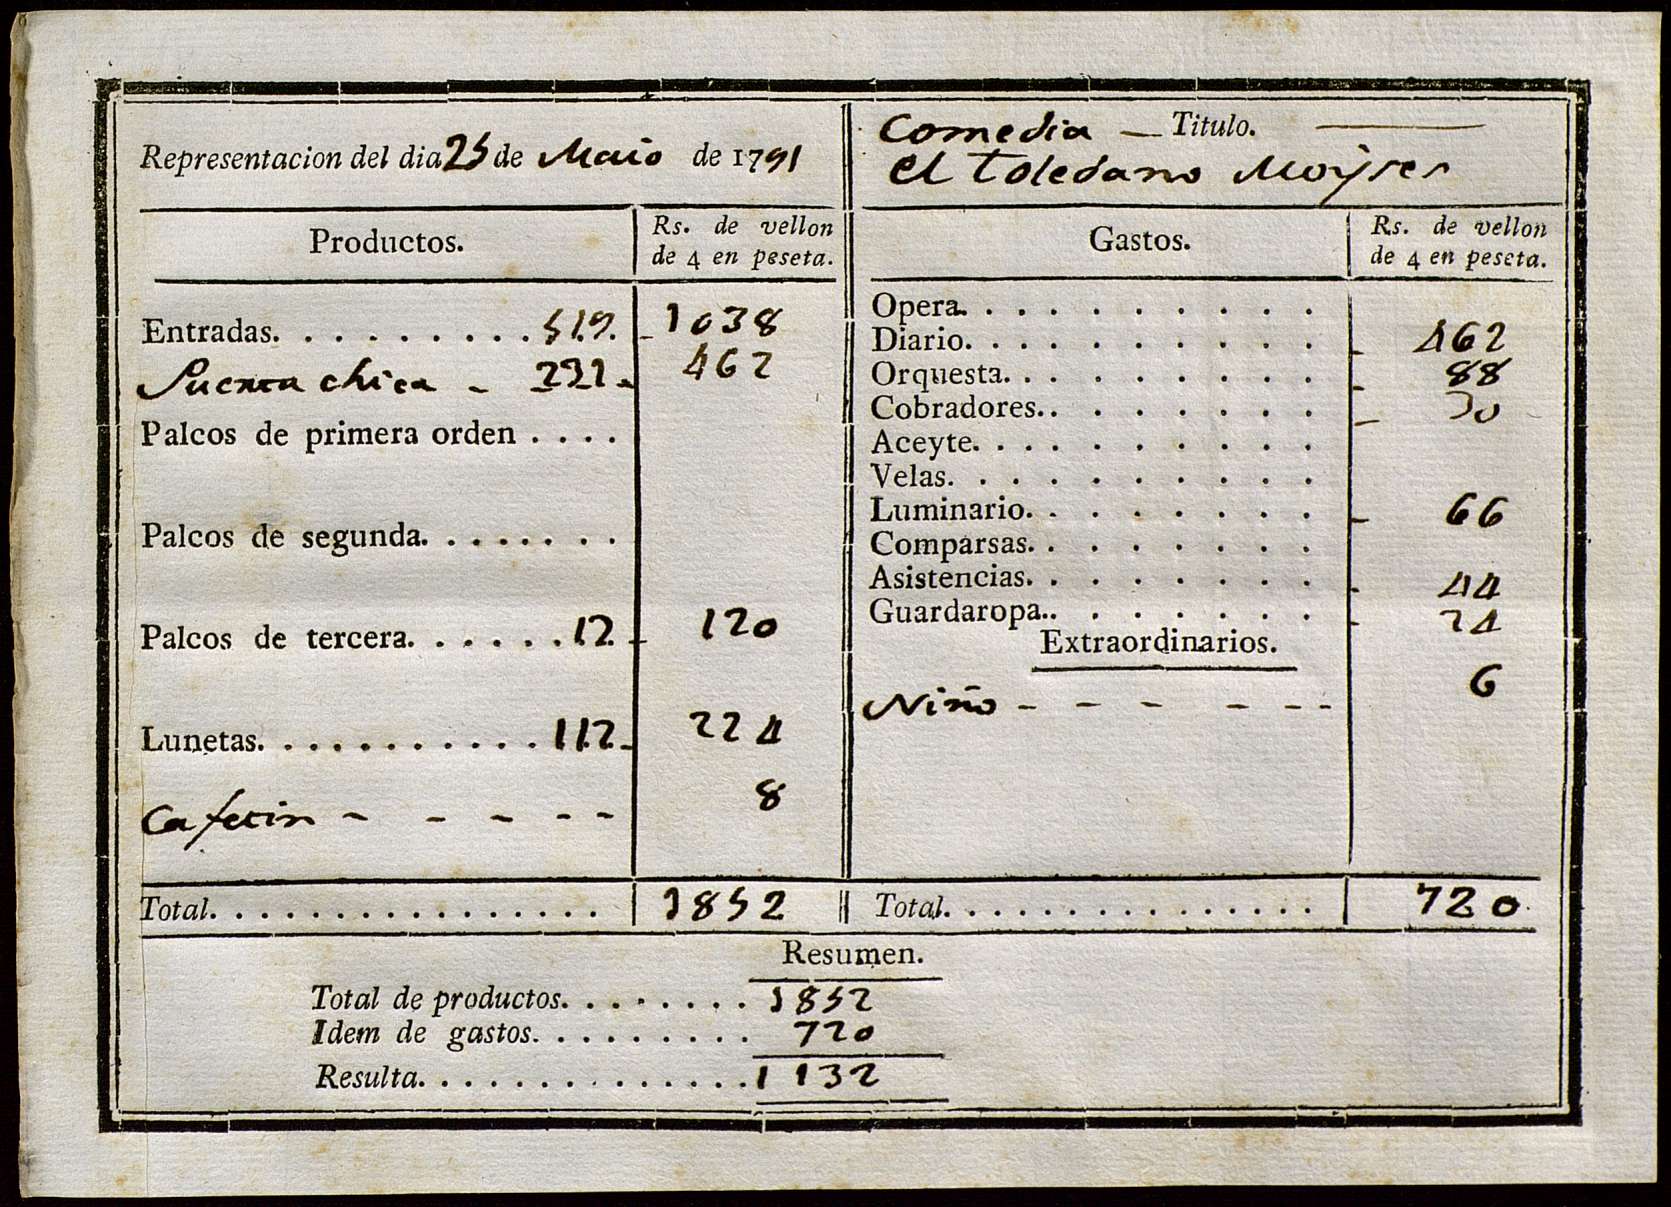 Representacion del dia 25 de Maio de 1791
Comedia — Titulo. —
el toledano Moÿses
Productos.
Rs. de vellon
de 4 en peseta.
Entradas. . . . . . . . . . 519. - 1038
Puerta chica - 231 - 462
Palcos de primera orden . . . .
Palcos de segunda. . . . . . . .
Palcos de tercera. . . . . . 12 - 120
Lunetas. . . . . . . . . . . . 112 - 224
Cafetin - - - - - 8
Total. . . . . . . . . . . . . . . . . 1852
Gastos.
Rs. de vellon
de 4 en peseta.
Opera. . . . . . . . . .
Diario. . . . . . . . . . - 462
Orquesta. . . . . . . . . - 88
Cobradores. . . . . . . . - 30
Aceyte. . . . . . . . . .
Velas. . . . . . . . . .
Luminario. . . . . . . . - 66
Comparsas. . . . . . . .
Asistencias. . . . . . . . - 44
Guardaropa. . . . . . . . - 24
Extraordinarios.
Niño - - - - - - 6
Total. . . . . . . . . . . . . . . . 720
Resumen.
Total de productos. . . . . . . . 1852
Idem de gastos. . . . . . . . . . 720
Resulta. . . . . . . . . . . . . . 1132